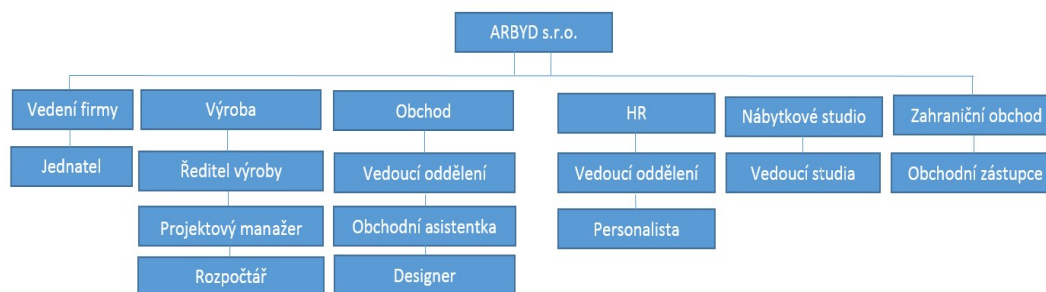 ARBYD s.r.o.
Vedení firmy
Výroba
Obchod
HR
Nábytkové studio
Zahraniční obchod
Jednatel
Ředitel výroby
Vedoucí oddělení
Vedoucí oddělení
Vedoucí studia
Obchodní zástupce
Projektový manažer
Obchodní asistentka
Personalista
Rozpočtář
Designer